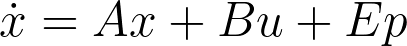 ẋ = Ax + Bu + Ep